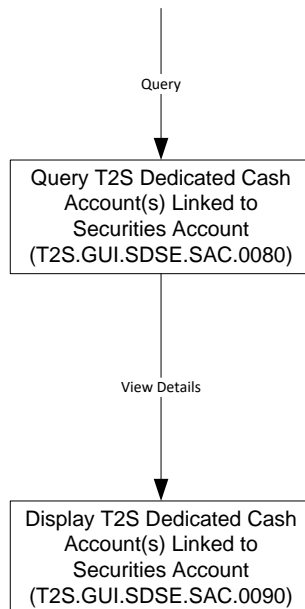 Query
Query T2S Dedicated Cash
Account(s) Linked to
Securities Account
(T2S.GUI.SDSE.SAC.0080)
View Details
Display T2S Dedicated Cash
Account(s) Linked to
Securities Account
(T2S.GUI.SDSE.SAC.0090)